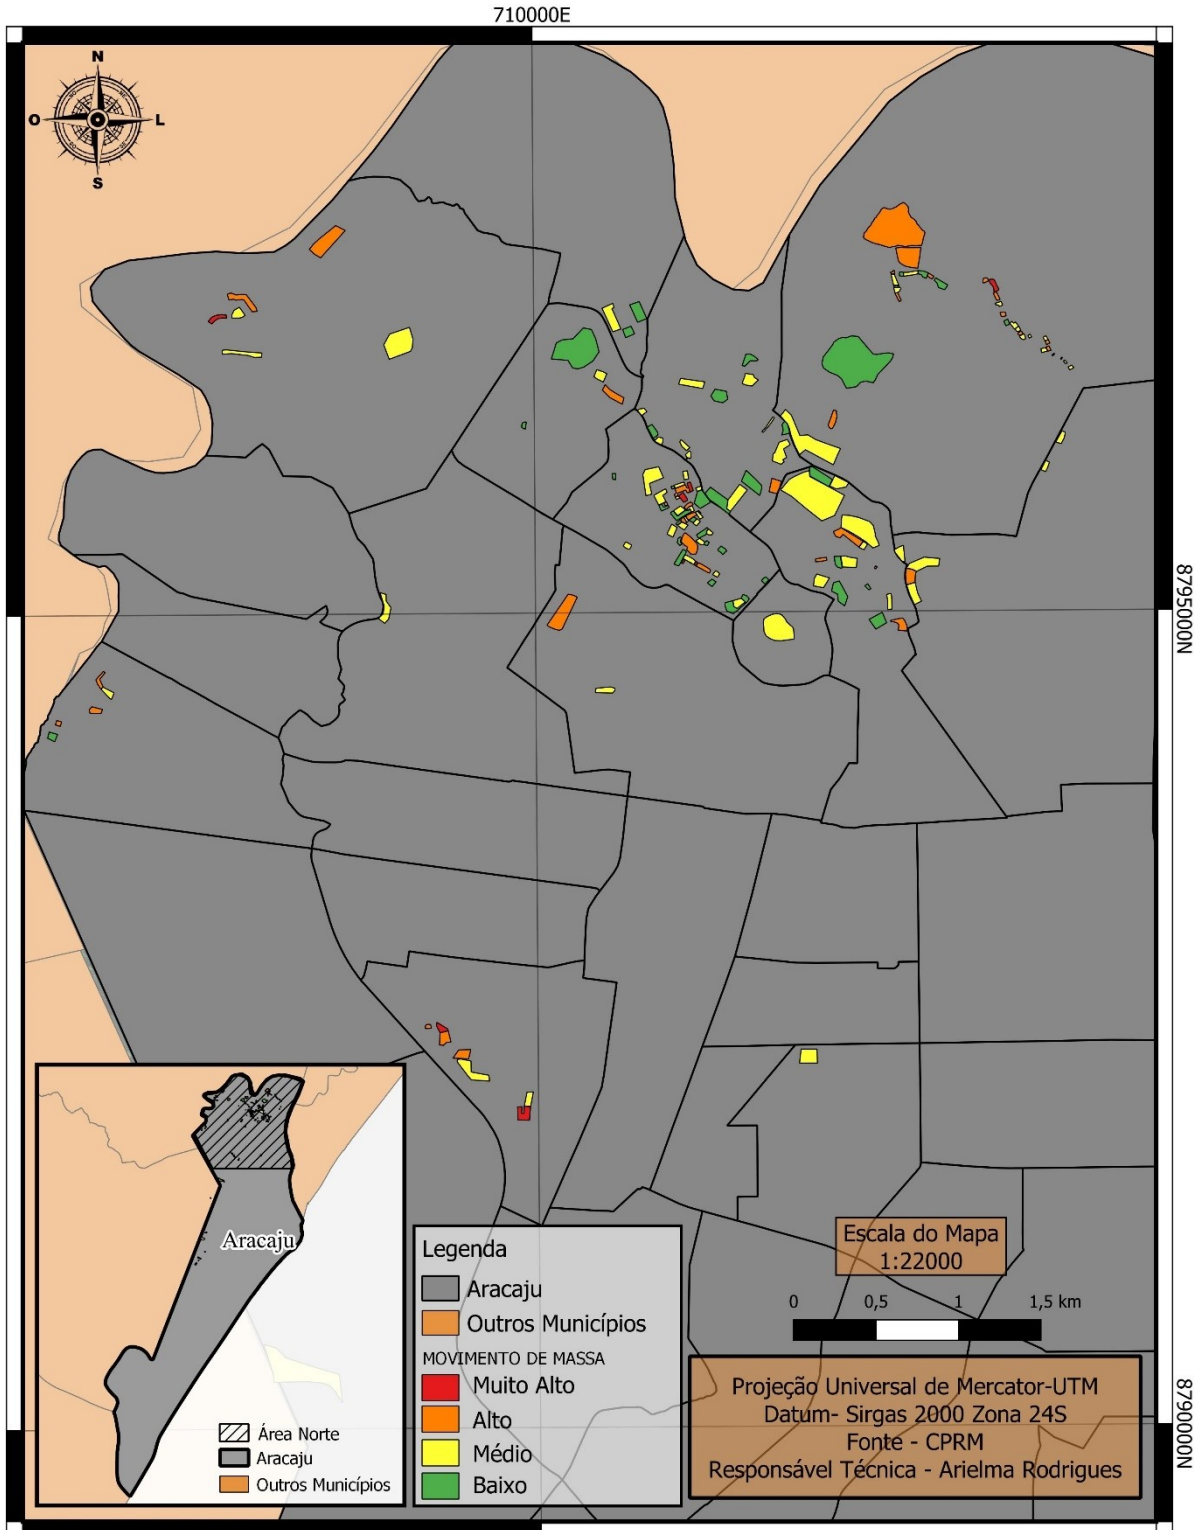 710000E
N
O
L
S
8795000N
Aracaju
Área Norte
Aracaju
Outros Municípios
Legenda
Aracaju
Outros Municípios
MOVIMENTO DE MASSA
Muito Alto
Alto
Médio
Baixo
Escala do Mapa
1:22000
0 0,5 1 1,5 km
Projeção Universal de Mercator-UTM
Datum- Sirgas 2000 Zona 24S
Fonte - CPRM
Responsável Técnica - Arielma Rodrigues
8790000N